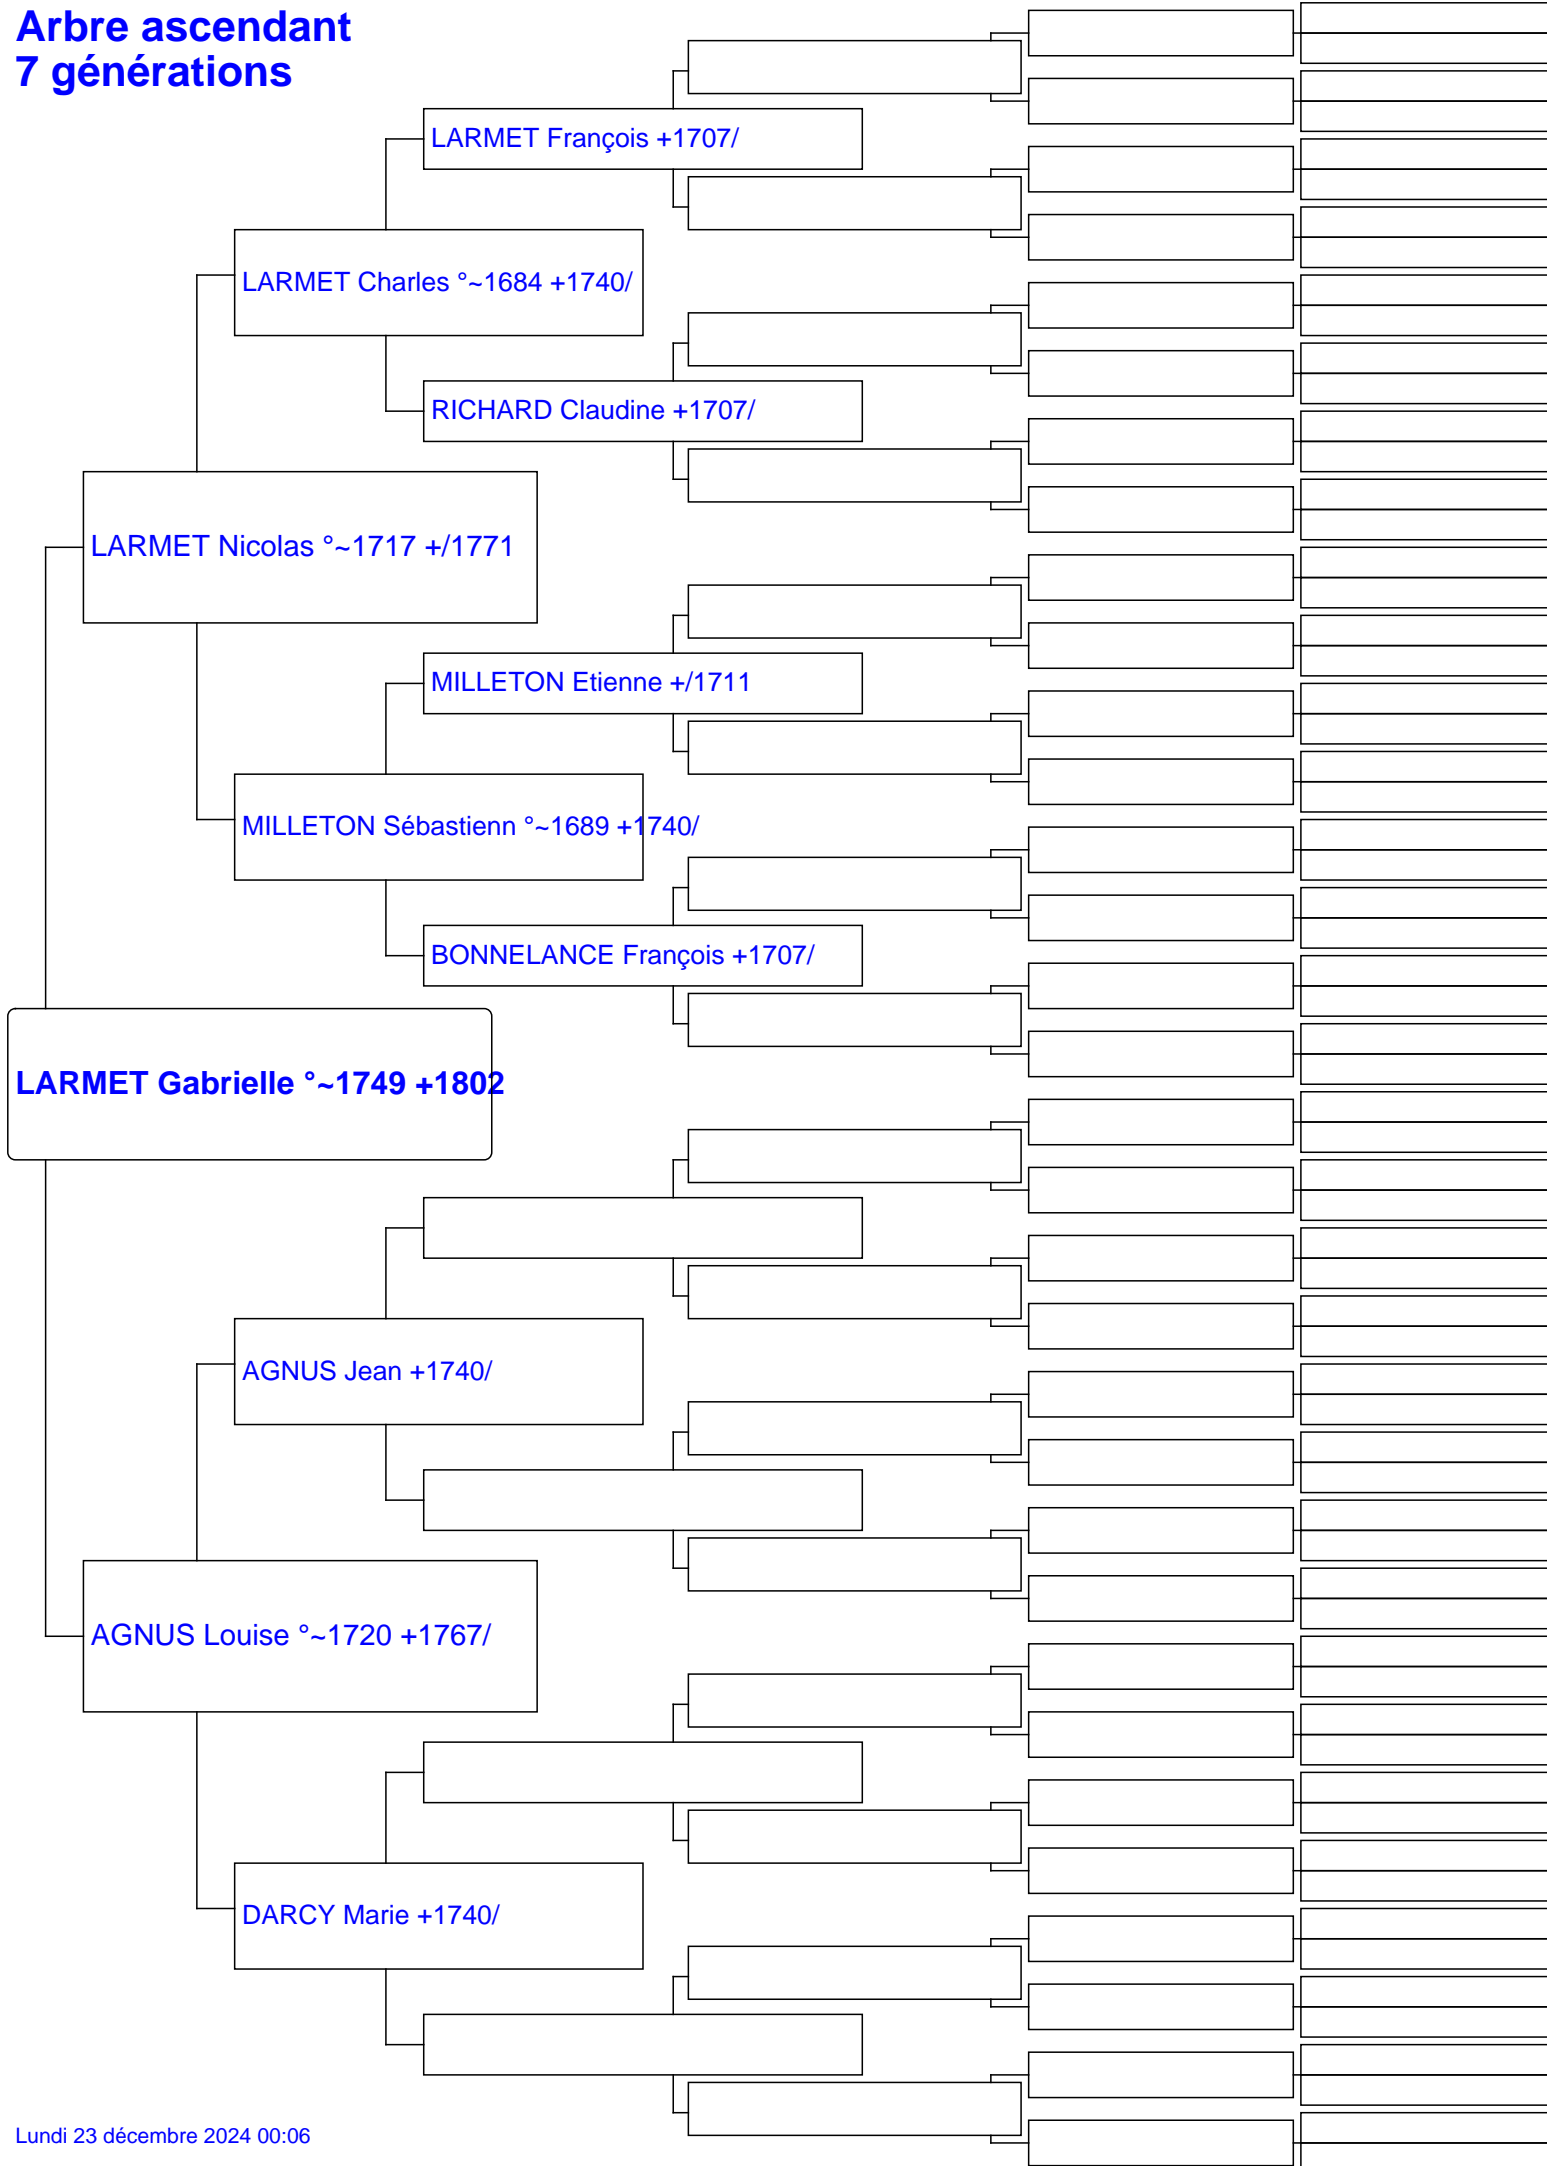 Arbre ascendant
7 générations
LARMET François +1707/
LARMET Charles °~1684 +1740/
RICHARD Claudine +1707/
LARMET Nicolas °~1717 +/1771
MILLETON Etienne +/1711
MILLETON Sébastienn °~1689 +1740/
BONNELANCE François +1707/
LARMET Gabrielle °~1749 +1802
AGNUS Jean +1740/
AGNUS Louise °~1720 +1767/
DARCY Marie +1740/
Lundi 23 décembre 2024 00:06